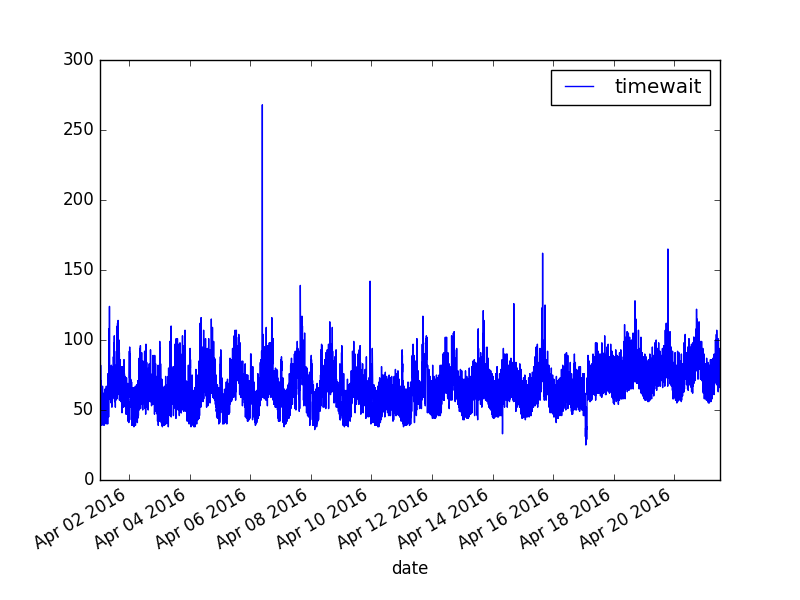 300
timewait
250
200
150
100
50
0
Apr 02 2016
Apr 04 2016
Apr 06 2016
Apr 08 2016
Apr 10 2016
Apr 12 2016
Apr 14 2016
Apr 16 2016
Apr 18 2016
Apr 20 2016
date